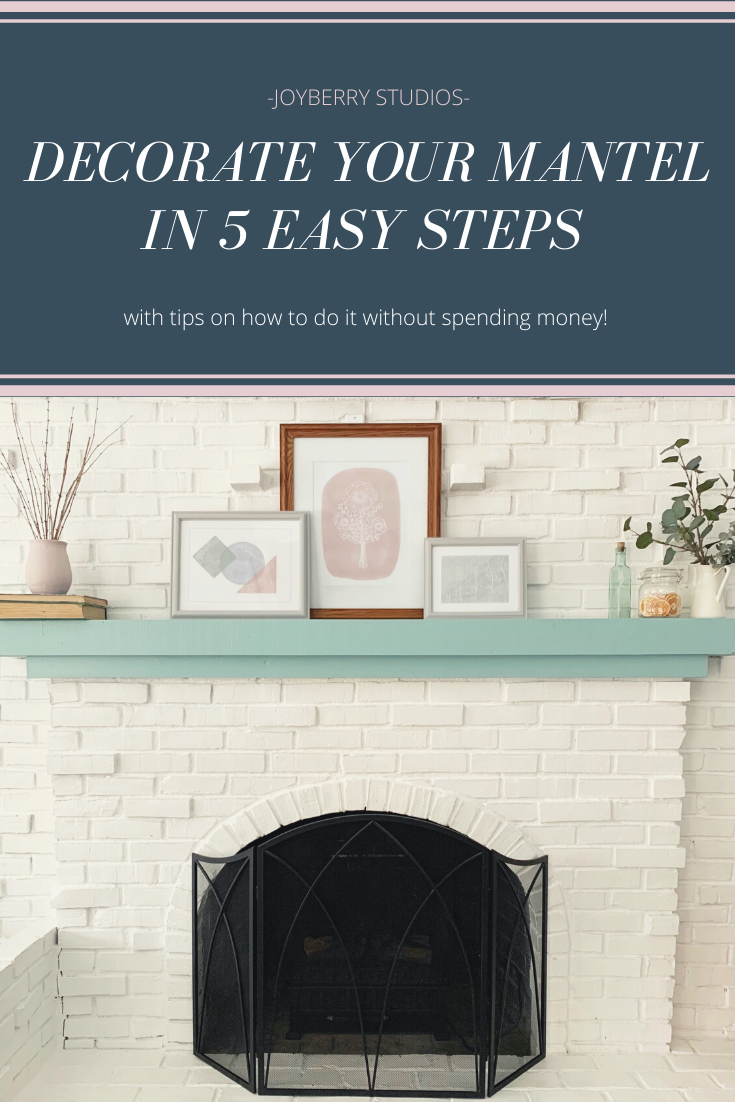 -JOYBERRY STUDIOS-
DECORATE YOUR MANTEL
IN 5 EASY STEPS
with tips on how to do it without spending money!